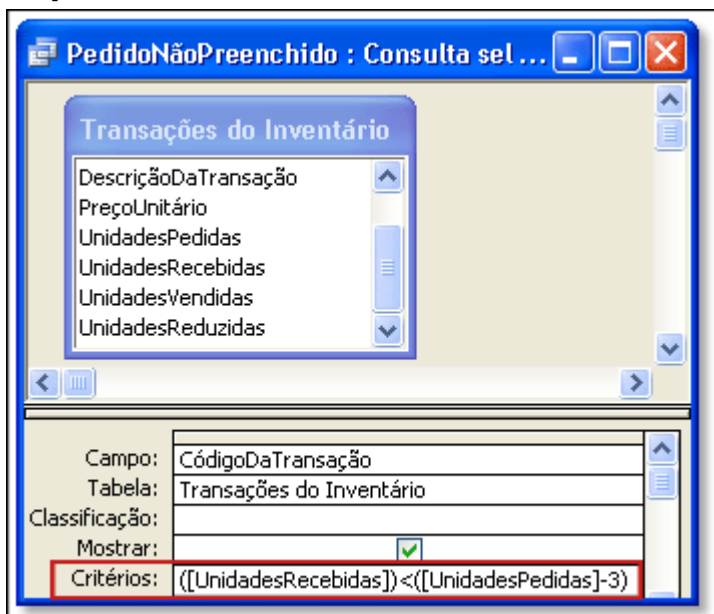 PedidoNãoPreenchido : Consulta sel ...
Transações do Inventário
DescriçãoDaTransação
PreçoUnitário
UnidadesPedidas
UnidadesRecebidas
UnidadesVendidas
UnidadesReduzidas
Campo: CódigoDaTransação
Tabela: Transações do Inventário
Classificação:
Mostrar:
Critérios: ([UnidadesRecebidas])<([UnidadesPedidas]-3)